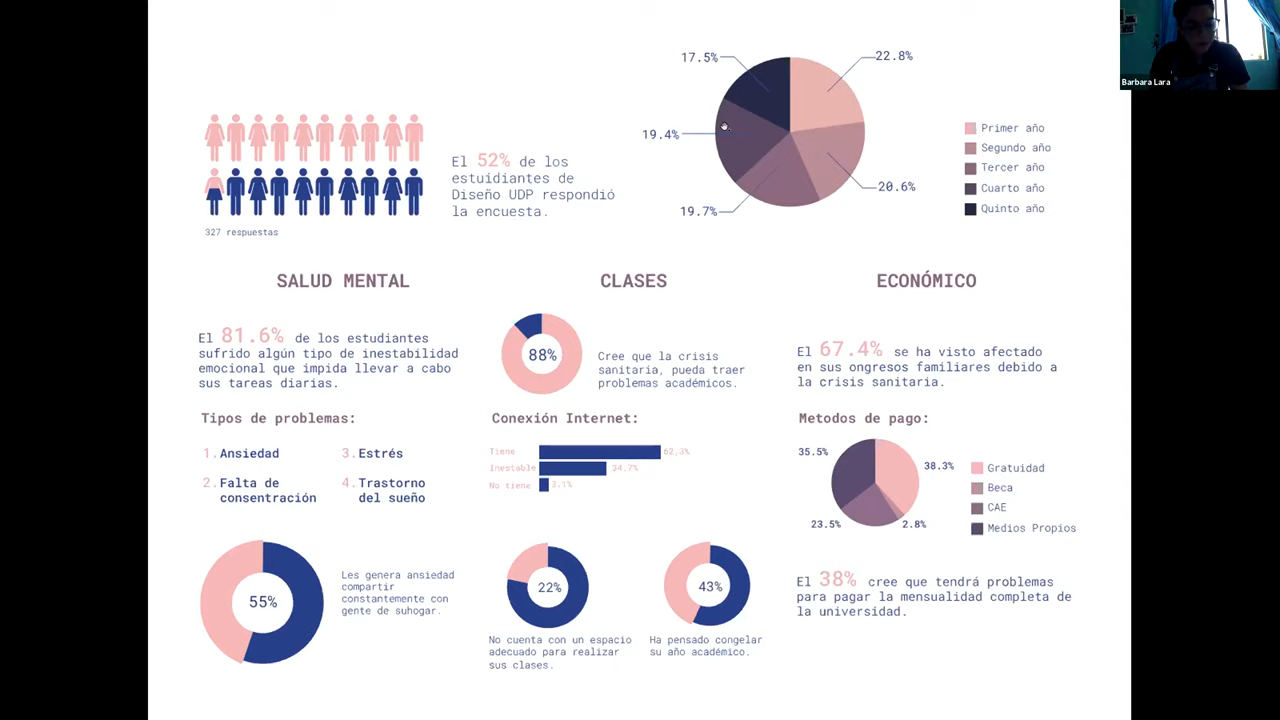 17.5%
22.8%
19.4%
20.6%
19.7%
Primer año
Segundo año
Tercer año
Cuarto año
Quinto año
Barbara Lara
El 52% de los
estuidiantes de
Diseño UDP respondió
la encuesta.
327 respuestas
SALUD MENTAL
El 81.6% de los estudiantes
sufrido algún tipo de inestabilidad
emocional que impida llevar a cabo
sus tareas diarias.
Tipos de problemas:
1. Ansiedad
2. Falta de
consentración
3. Estrés
4. Trastorno
del sueño
55%
Les genera ansiedad
compartir
constantemente con
gente de suhogar.
CLASES
88%
Cree que la crisis
sanitaria, pueda traer
problemas académicos.
Conexión Internet:
Tiene 62,3%
Inestable 34.7%
No tiene 3.1%
22%
No cuenta con un espacio
adecuado para realizar
sus clases.
43%
Ha pensado congelar
su año académico.
ECONÓMICO
El 67.4% se ha visto afectado
en sus ongresos familiares debido a
la crisis sanitaria.
Metodos de pago:
35.5%
38.3%
23.5%
2.8%
Gratuidad
Beca
CAE
Medios Propios
El 38% cree que tendrá problemas
para pagar la mensualidad completa de
la universidad.